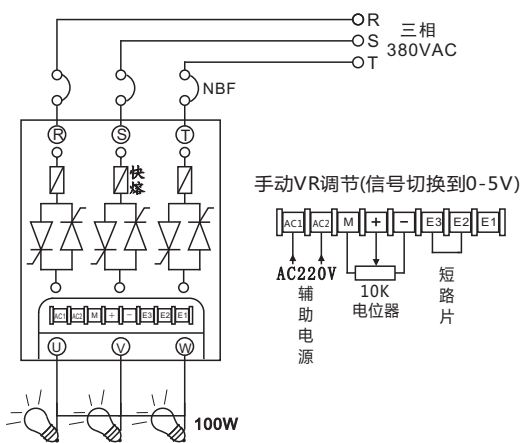 R
S
T
三相
380VAC
NBF
R S T
快熔
手动VR调节(信号切换到0-5V)
AC1 AC2 M + − E3 E2 E1
AC220V
辅助电源
10K
电位器
短路片
AC1 AC2 M + − E3 E2 E1
U V W
100W